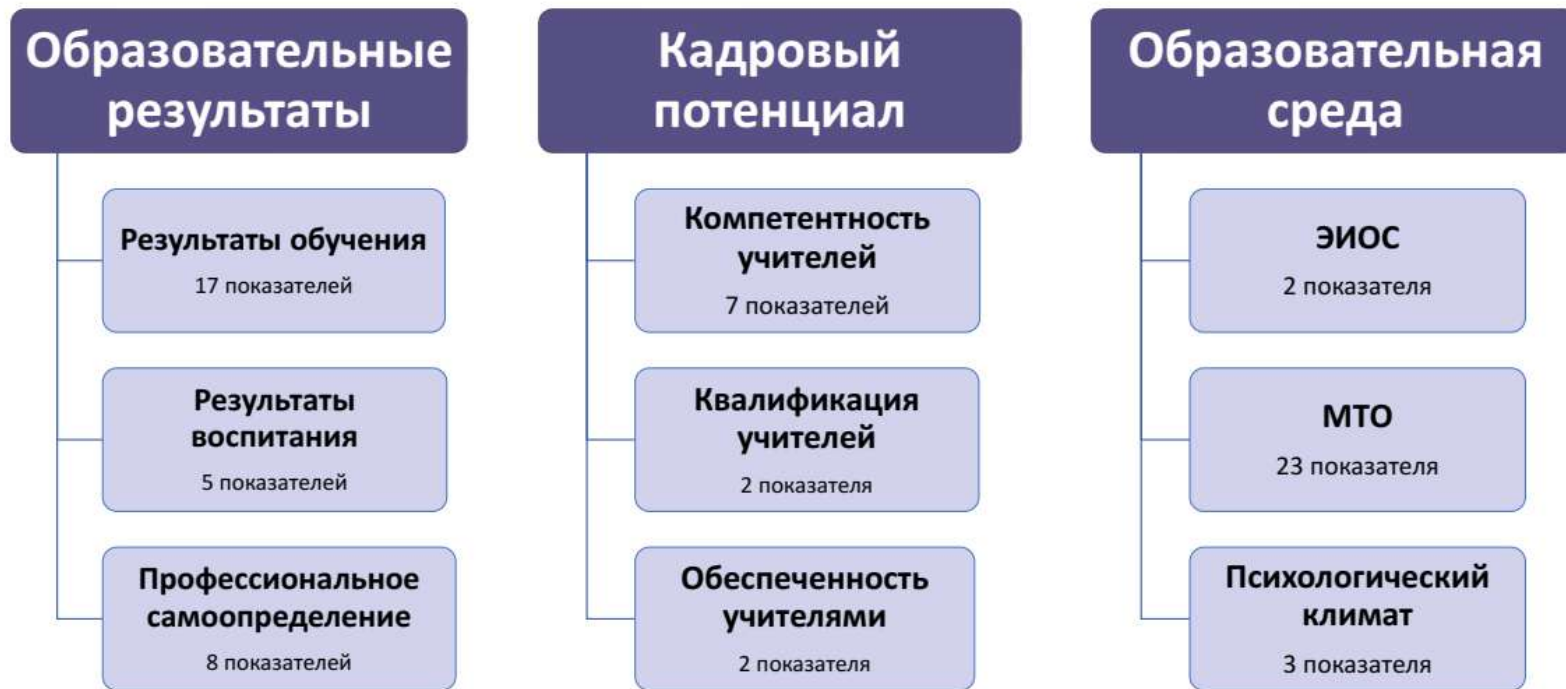 Образовательные
результаты
Результаты обучения
17 показателей
Результаты
воспитания
5 показателей
Профессиональное
самоопределение
8 показателей
Кадровый
потенциал
Компетентность
учителей
7 показателей
Квалификация
учителей
2 показателя
Обеспеченность
учителями
2 показателя
Образовательная
среда
ЭИОС
2 показателя
МТО
23 показателя
Психологический
климат
3 показателя